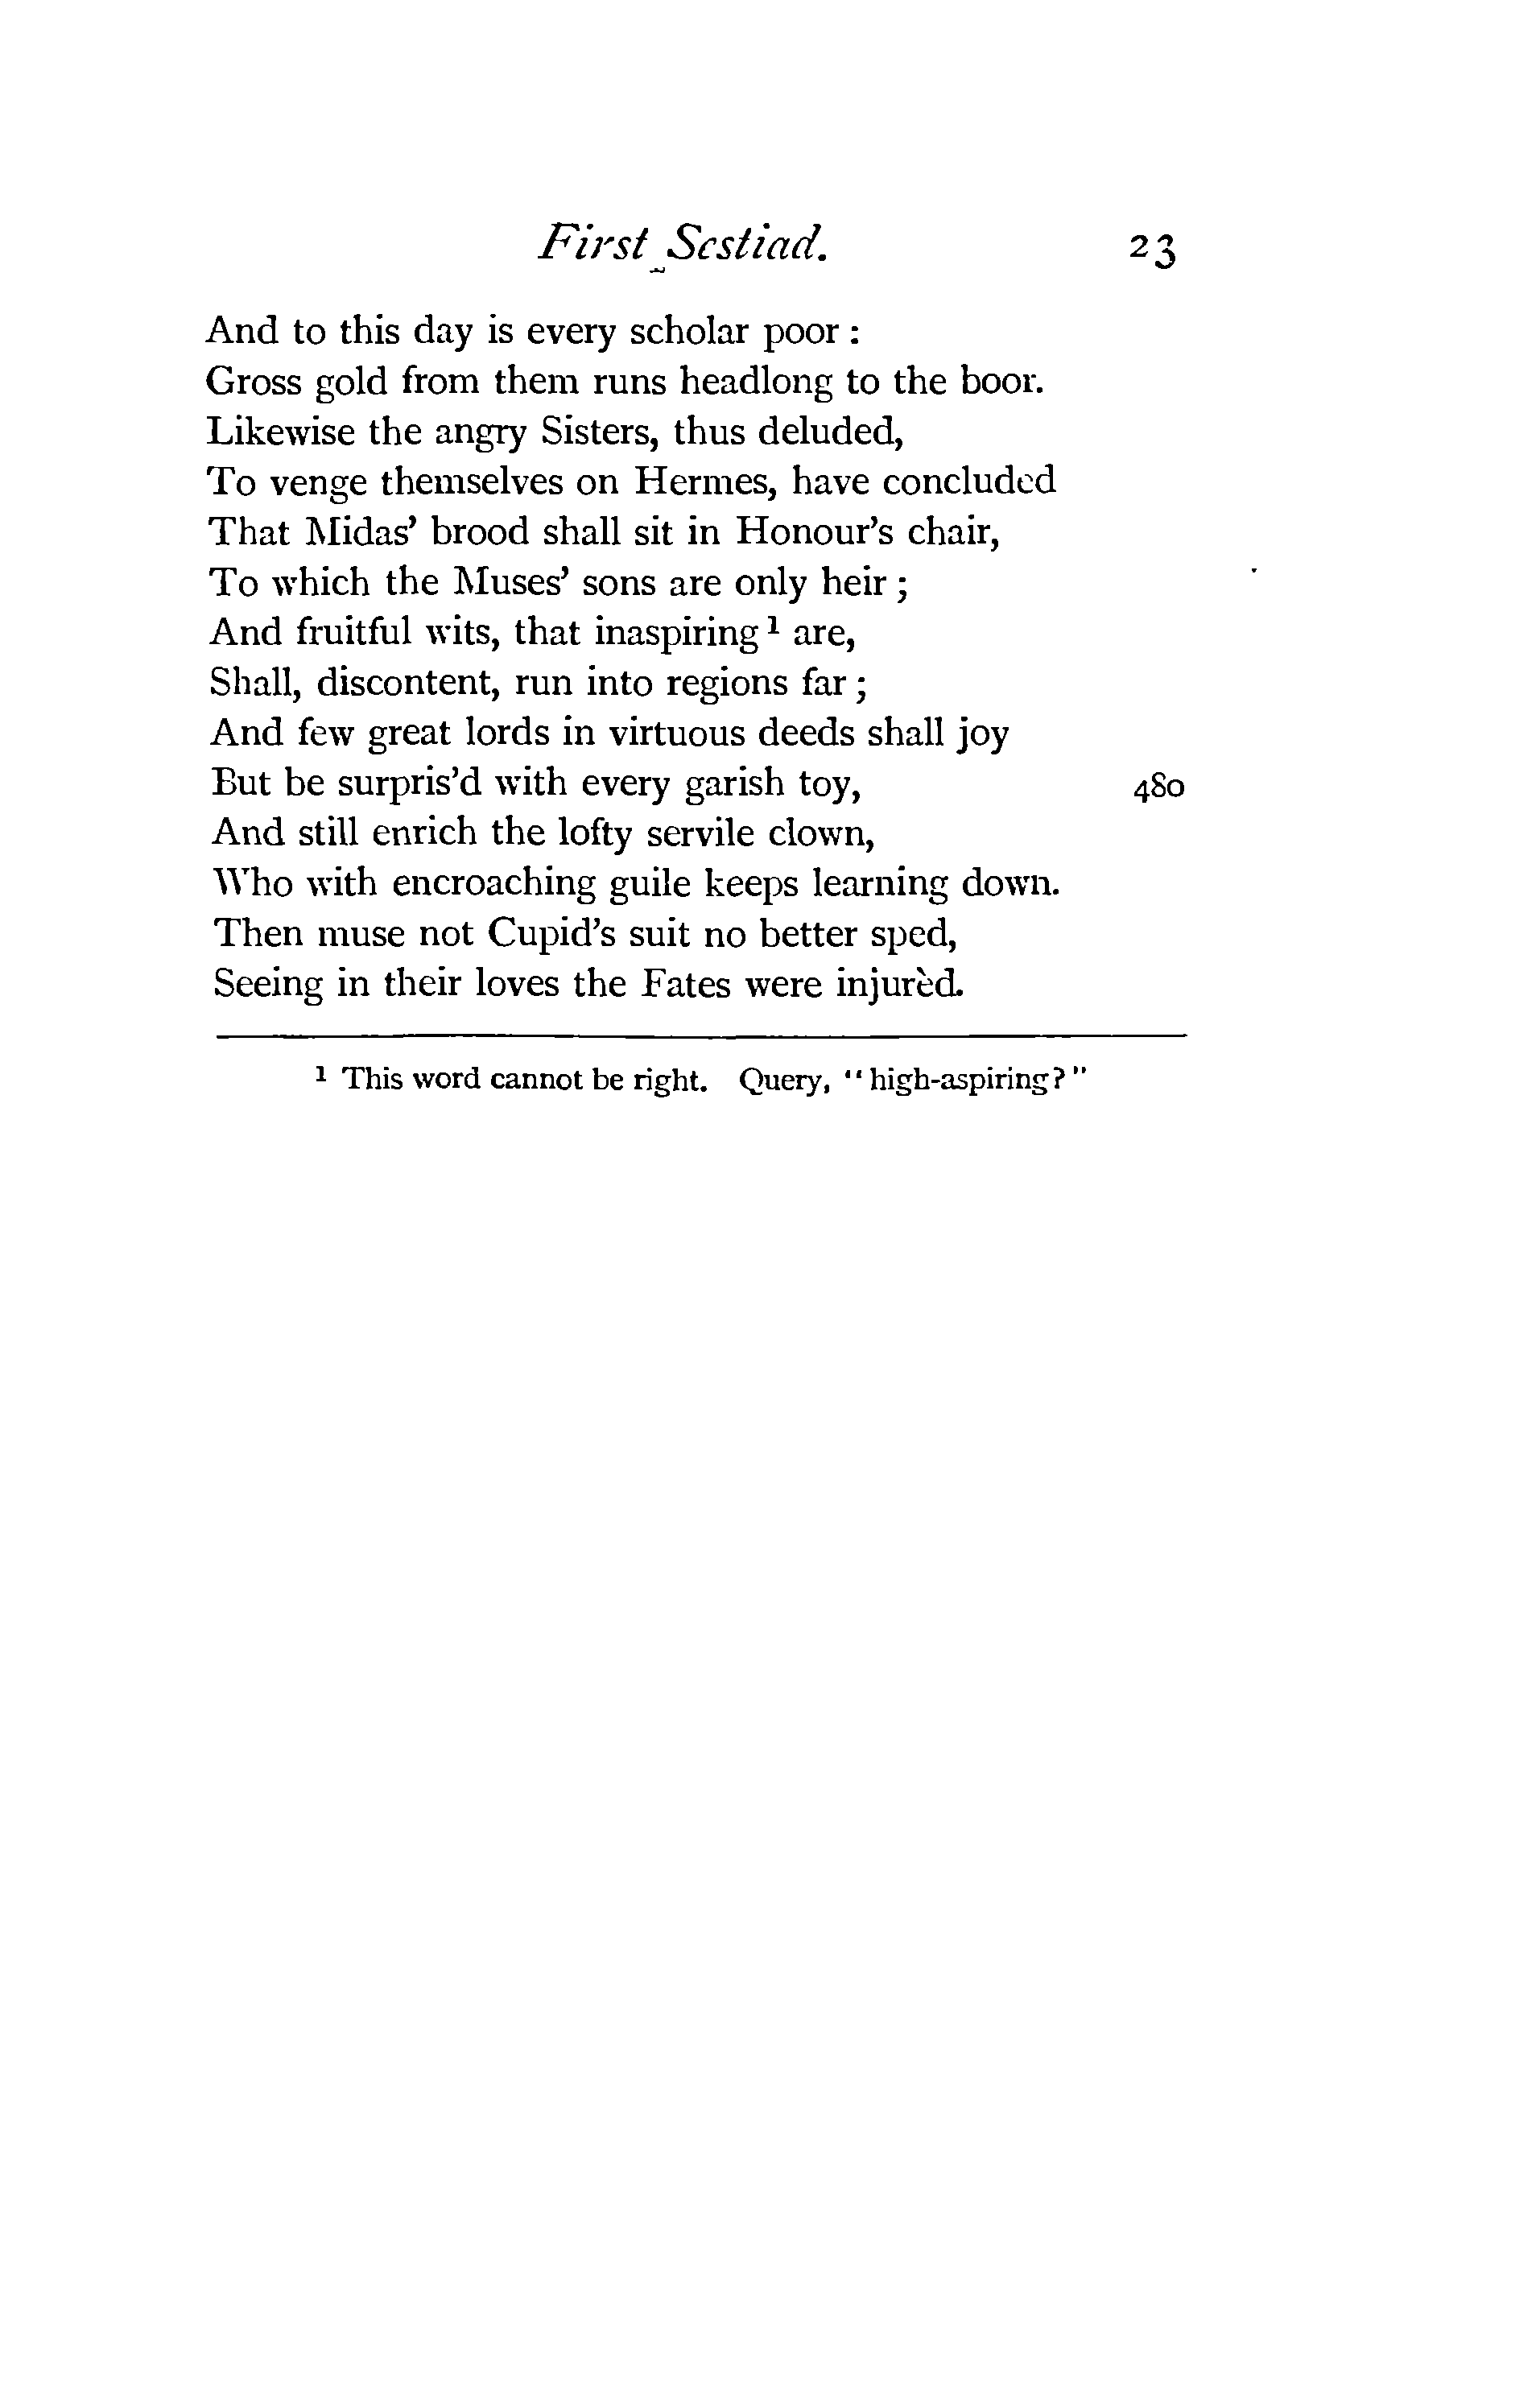 First Sestiad. 23
And to this day is every scholar poor :
Gross gold from them runs headlong to the boor.
Likewise the angry Sisters, thus deluded,
To venge themselves on Hermes, have concluded
That Midas’ brood shall sit in Honour’s chair,
To which the Muses’ sons are only heir ;
And fruitful wits, that inaspiring¹ are,
Shall, discontent, run into regions far ;
And few great lords in virtuous deeds shall joy
But be surpris’d with every garish toy, 480
And still enrich the lofty servile clown,
Who with encroaching guile keeps learning down.
Then muse not Cupid’s suit no better sped,
Seeing in their loves the Fates were injurèd.
¹ This word cannot be right. Query, “high-aspiring?”